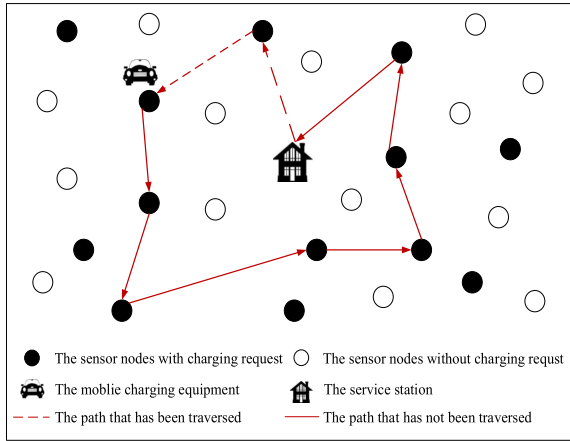 The sensor nodes with charging request
The sensor nodes without charging requst
The moblie charging equipment
The service station
The path that has been traversed
The path that has not been traversed